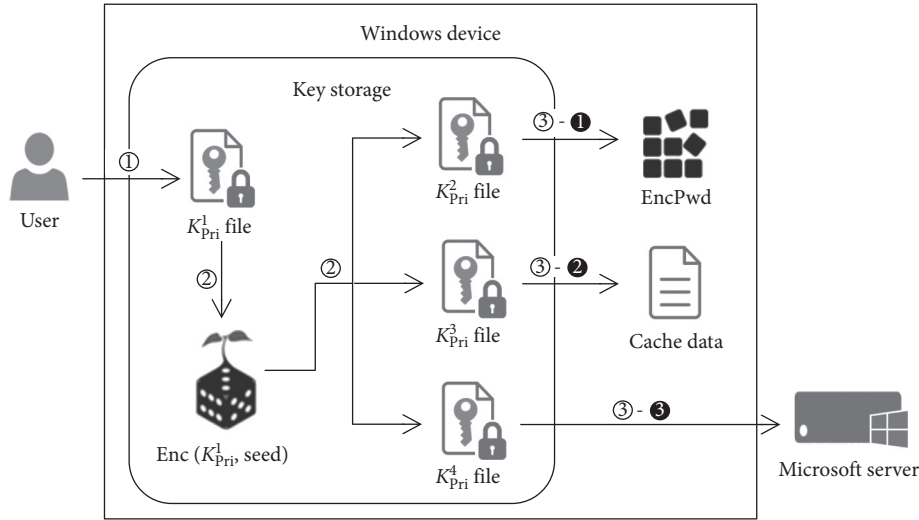 Windows device
Key storage
①
②
②
③ - ❶
③ - ❷
③ - ❸
User
K¹Pri file
Enc (K¹Pri, seed)
K²Pri file
K³Pri file
K⁴Pri file
EncPwd
Cache data
Microsoft server